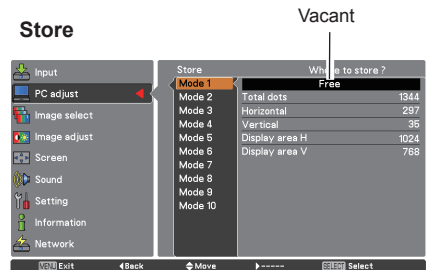 Vacant
Store
Input
PC adjust
Image select
Image adjust
Screen
Sound
Setting
Information
Network
Store Where to store ?
Mode 1 Free
Mode 2 Total dots 1344
Mode 3 Horizontal 297
Mode 4 Vertical 35
Mode 5 Display area H 1024
Mode 6 Display area V 768
Mode 7
Mode 8
Mode 9
Mode 10
MENU Exit Back Move ----- SELECT Select